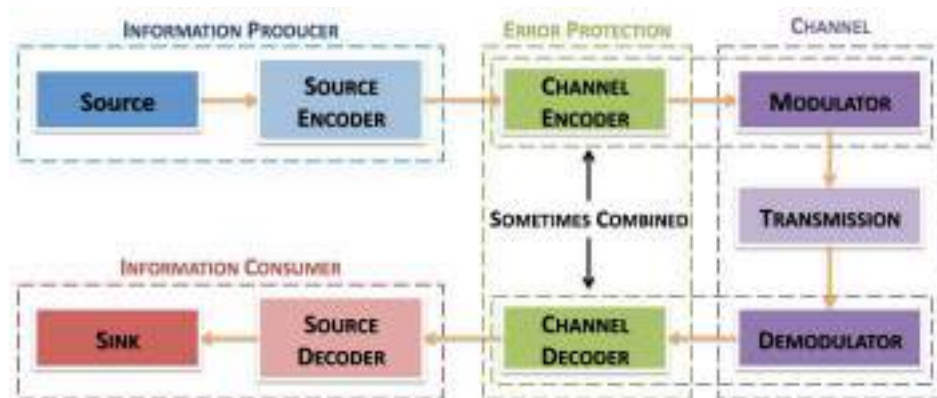 INFORMATION PRODUCER
ERROR PROTECTION
CHANNEL
Source
SOURCE
ENCODER
CHANNEL
ENCODER
MODULATOR
SOMETIMES COMBINED
TRANSMISSION
INFORMATION CONSUMER
SINK
SOURCE
DECODER
CHANNEL
DECODER
DEMODULATOR